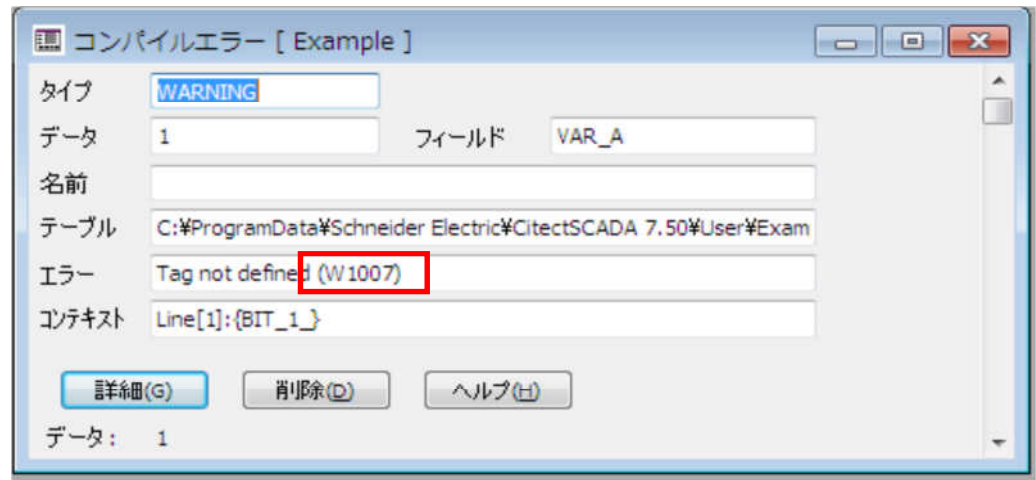 コンパイルエラー [ Example ]
タイプ WARNING
データ 1 フィールド VAR_A
名前
テーブル C:¥ProgramData¥Schneider Electric¥CitectSCADA 7.50¥User¥Exam
エラー Tag not defined (W1007)
コンテキスト Line[1]:{BIT_1_}
詳細(G) 削除(D) ヘルプ(H)
データ: 1